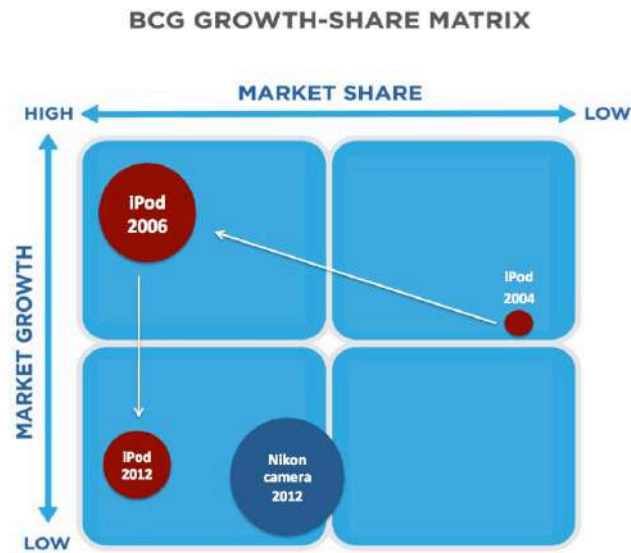 BCG GROWTH-SHARE MATRIX
MARKET SHARE
HIGH
LOW
MARKET GROWTH
iPod
2006
iPod
2004
iPod
2012
Nikon
camera
2012
LOW